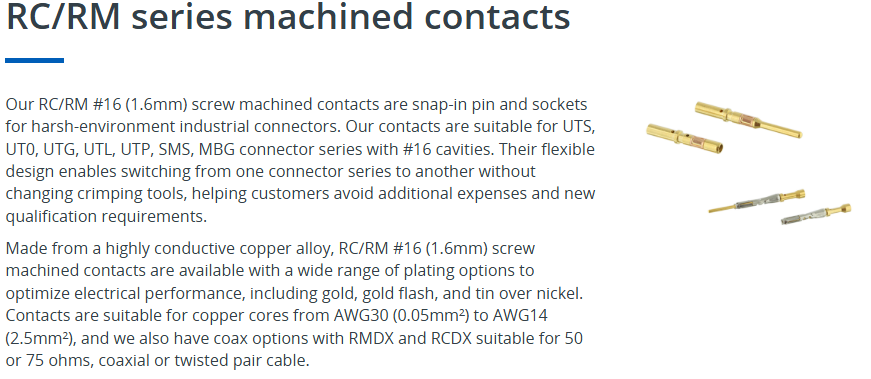 RC/RM series machined contacts
Our RC/RM #16 (1.6mm) screw machined contacts are snap-in pin and sockets
for harsh-environment industrial connectors. Our contacts are suitable for UTS,
UT0, UTG, UTL, UTP, SMS, MBG connector series with #16 cavities. Their flexible
design enables switching from one connector series to another without
changing crimping tools, helping customers avoid additional expenses and new
qualification requirements.
Made from a highly conductive copper alloy, RC/RM #16 (1.6mm) screw
machined contacts are available with a wide range of plating options to
optimize electrical performance, including gold, gold flash, and tin over nickel.
Contacts are suitable for copper cores from AWG30 (0.05mm²) to AWG14
(2.5mm²), and we also have coax options with RMDX and RCDX suitable for 50
or 75 ohms, coaxial or twisted pair cable.